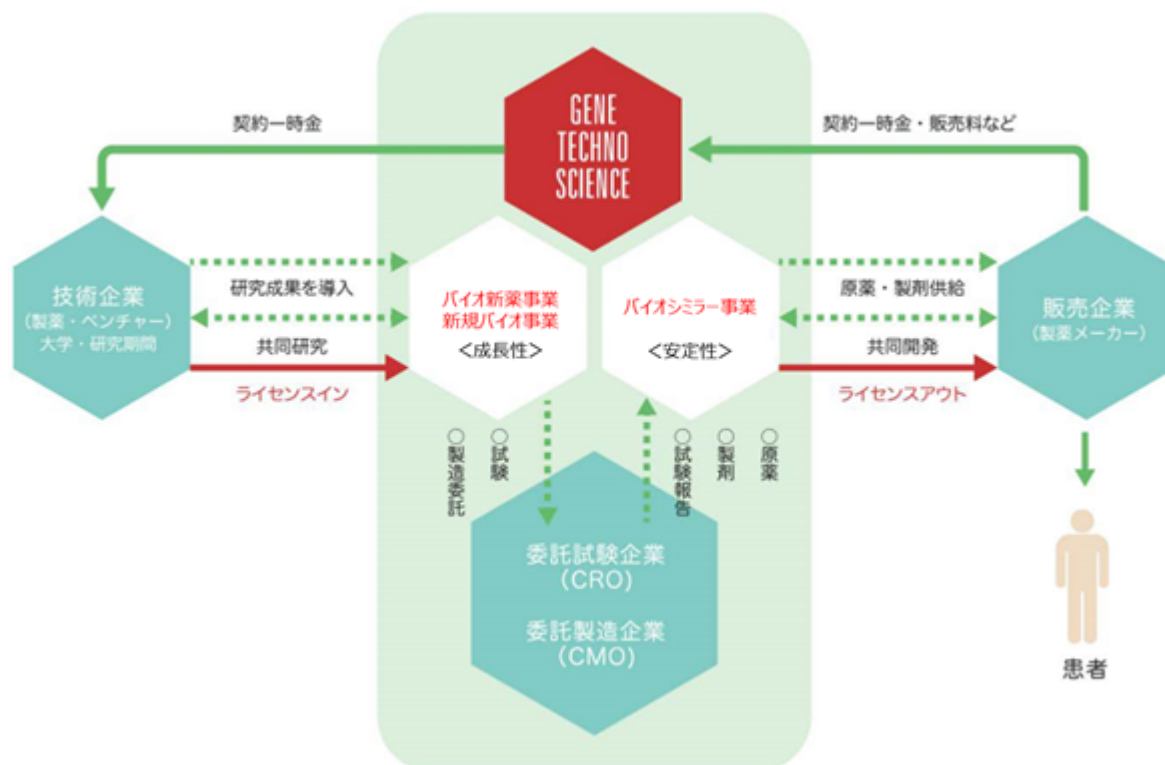 GENE
TECHNO
SCIENCE
契約一時金
契約一時金・販売料など
技術企業
(製薬・ベンチャー)
大学・研究期間
研究成果を導入
共同研究
ライセンスイン
バイオ新薬事業
新規バイオ事業
＜成長性＞
バイオシミラー事業
＜安定性＞
原薬・製剤供給
共同開発
ライセンスアウト
販売企業
(製薬メーカー)
○製造委託
○試験
○試験報告
○製剤
○原薬
委託試験企業
(CRO)
委託製造企業
(CMO)
患者